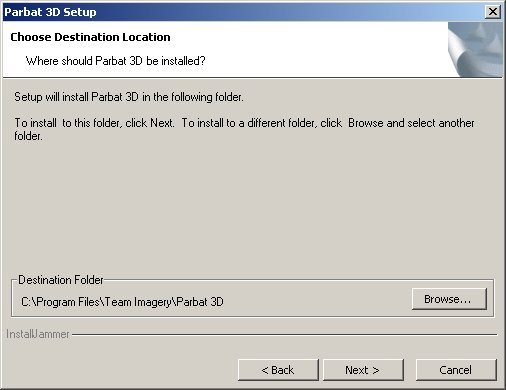 Parbat 3D Setup
Choose Destination Location
Where should Parbat 3D be installed?
Setup will install Parbat 3D in the following folder.
To install  to this folder, click Next.  To install to a different folder, click  Browse and select another
folder.
Destination Folder
C:\Program Files\Team Imagery\Parbat 3D
Browse...
InstallJammer
< Back
Next >
Cancel